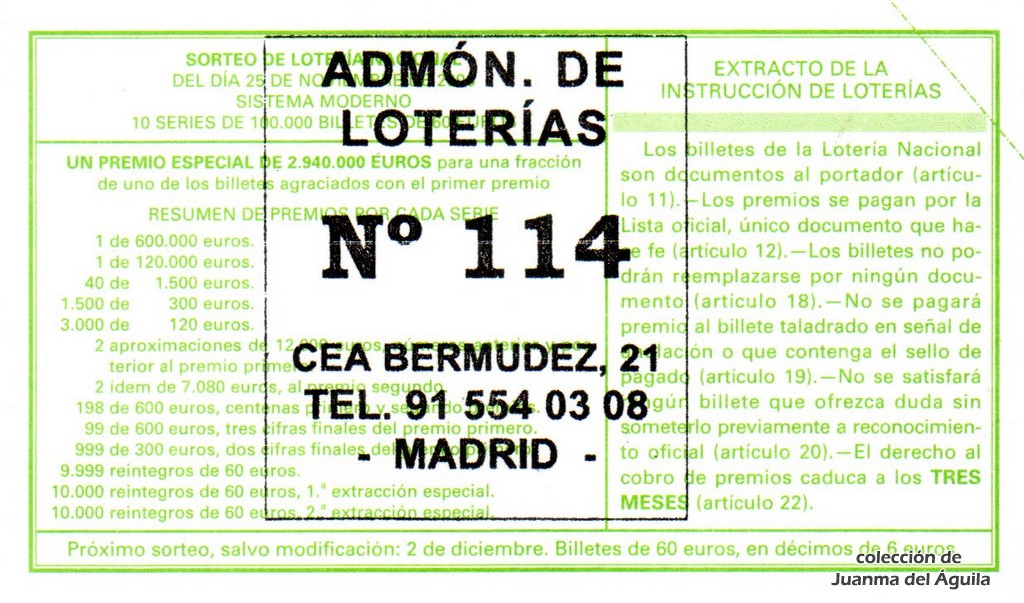 SORTEO DE LOTERÍA NACIONAL
DEL DÍA 25 DE
SISTEMA MODERNO
10 SERIES DE 100.000 BILLETES DE 60
UN PREMIO ESPECIAL DE 2.940.000 EUROS para una fracción
de uno de los billetes agraciados con el primer premio
RESUMEN DE PREMIOS POR CADA SERIE
1 de 600.000 euros.
1 de 120.000 euros.
40 de 1.500 euros.
1.500 de 300 euros.
3.000 de 120 euros.
2 aproximaciones de
terior al premio
2 ídem de 7.080 euros, al premio segundo.
198 de 600 euros, centenas
99 de 600 euros, tres cifras finales del premio primero.
999 de 300 euros, dos cifras finales del
9.999 reintegros de 60 euros.
10.000 reintegros de 60 euros, 1.ª extracción especial.
10.000 reintegros de 60 euros, 2.ª extracción especial.
ADMÓN. DE
LOTERÍAS
Nº 114
CEA BERMUDEZ, 21
TEL. 91 554 03 08
- MADRID -
EXTRACTO DE LA
INSTRUCCIÓN DE LOTERÍAS
Los billetes de la Lotería Nacional
son documentos al portador (artícu-
lo 11).—Los premios se pagan por la
Lista oficial, único documento que ha-
ce fe (artículo 12).—Los billetes no po-
drán reemplazarse por ningún docu-
mento (artículo 18).—No se pagará
premio al billete taladrado en señal de
anulación o que contenga el sello de
pagado (artículo 19).—No se satisfará
ningún billete que ofrezca duda sin
someterlo previamente a reconocimien-
to oficial (artículo 20).—El derecho al
cobro de premios caduca a los TRES
MESES (artículo 22).
Próximo sorteo, salvo modificación: 2 de diciembre. Billetes de 60 euros, en décimos de 6 euros
colección de
Juanma del Águila